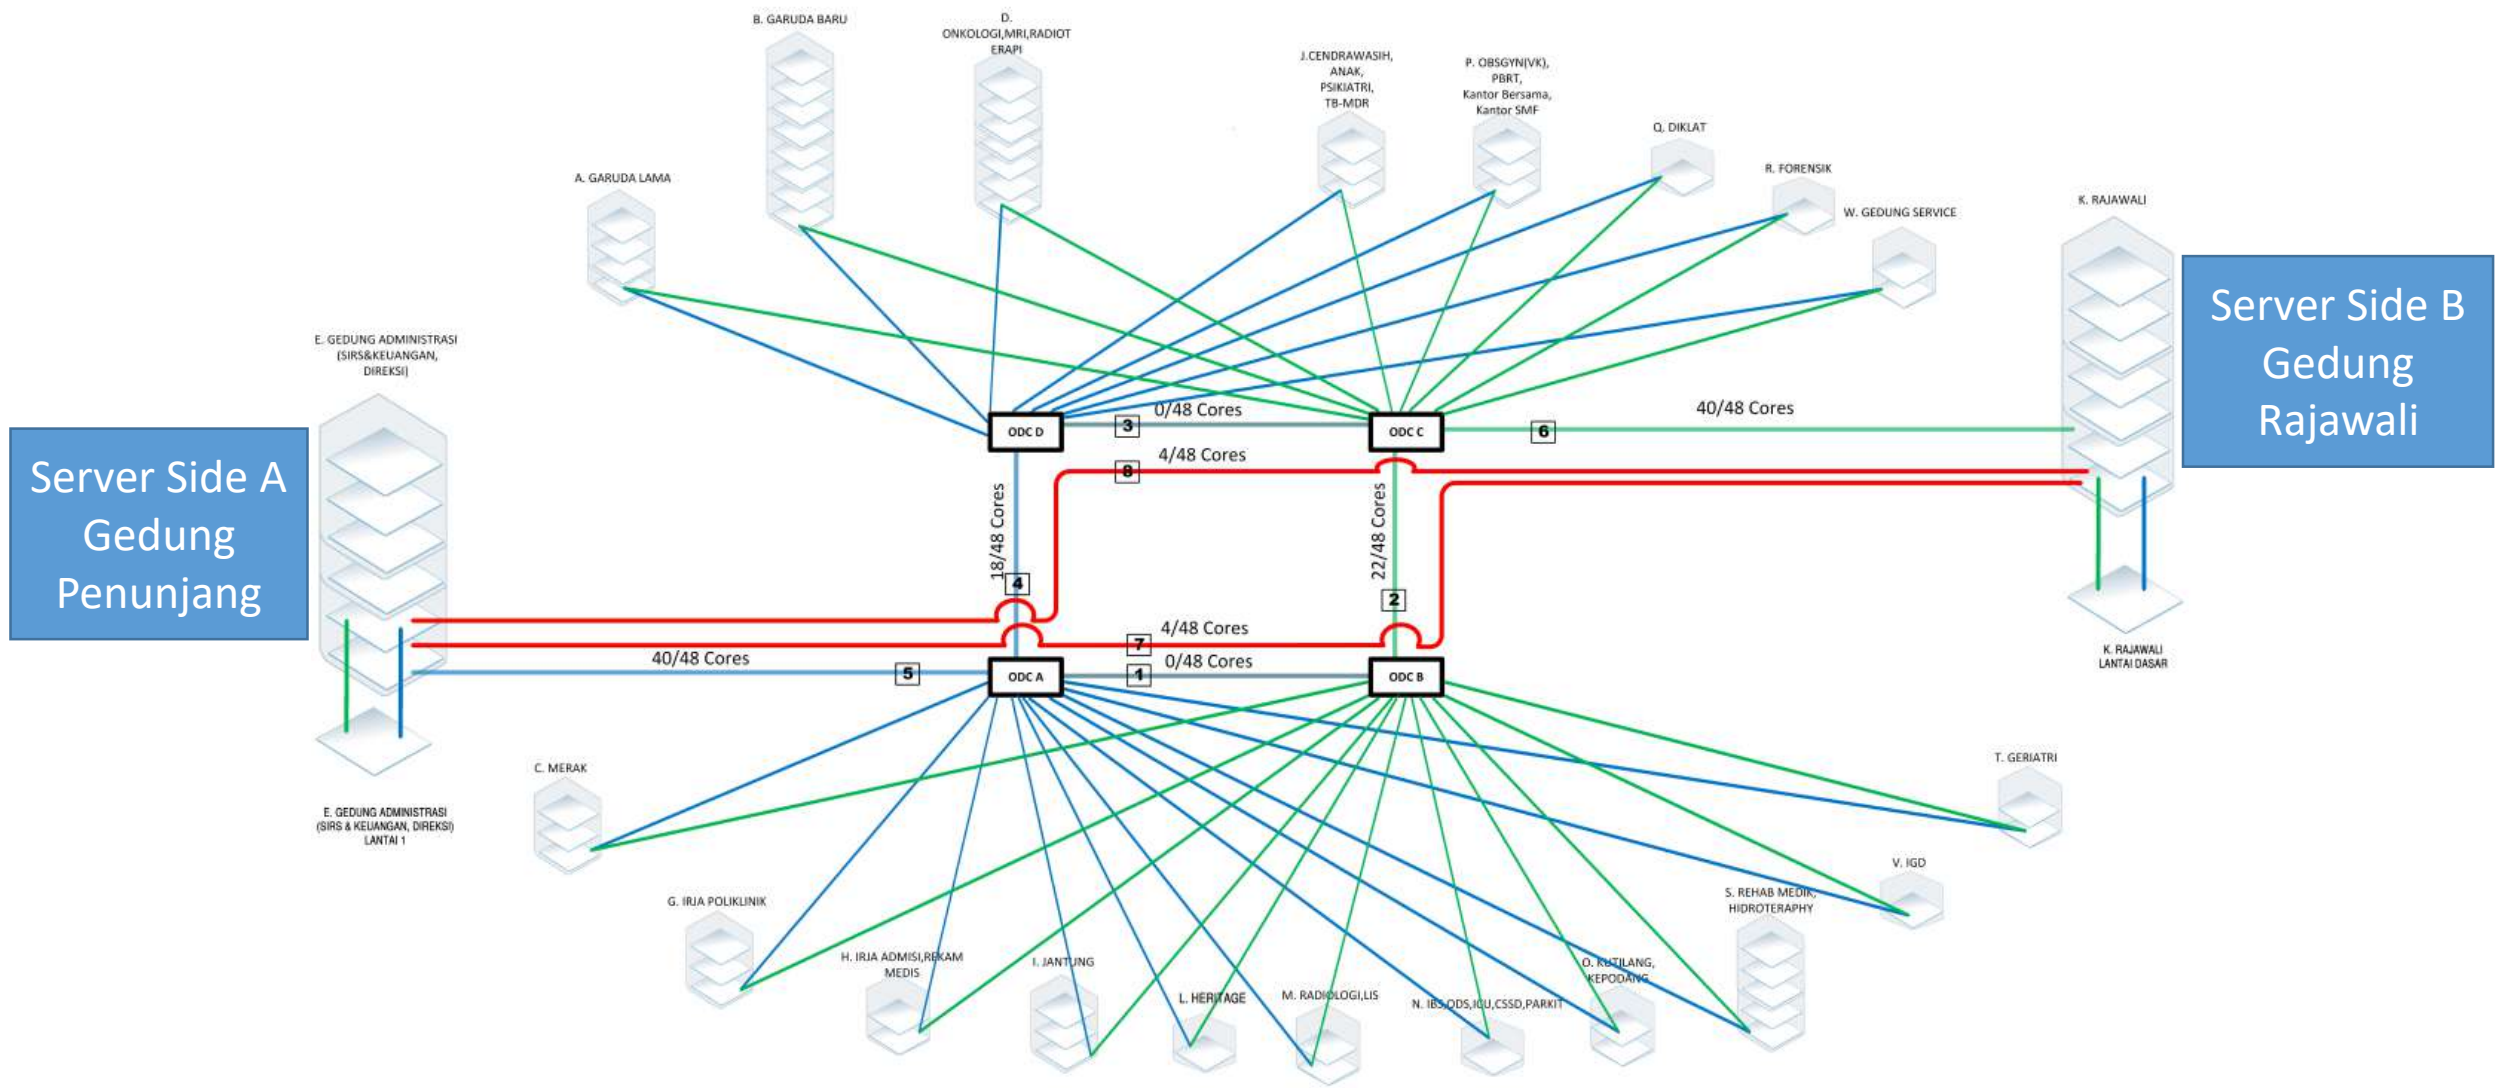 B. GARUDA BARU
D.
ONKOLOGI,MRI,RADIOT
ERAPI
J.CENDRAWASIH,
ANAK,
PSIKIATRI,
TB-MDR
P. OBSGYN(VK),
PBRT,
Kantor Bersama,
Kantor SMF
Q. DIKLAT
R. FORENSIK
A. GARUDA LAMA
W. GEDUNG SERVICE
K. RAJAWALI
Server Side B
Gedung
Rajawali
E. GEDUNG ADMINISTRASI
(SIRS&KEUANGAN,
DIREKSI)
Server Side A
Gedung
Penunjang
ODC D
3
0/48 Cores
ODC C
6
40/48 Cores
8
4/48 Cores
18/48 Cores
4
22/48 Cores
2
7
4/48 Cores
40/48 Cores
5
ODC A
1
0/48 Cores
ODC B
K. RAJAWALI
LANTAI DASAR
E. GEDUNG ADMINISTRASI
(SIRS & KEUANGAN, DIREKSI)
LANTAI 1
C. MERAK
T. GERIATRI
G. IRJA POLIKLINIK
V. IGD
S. REHAB MEDIK,
HIDROTERAPHY
H. IRJA ADMISI,REKAM
MEDIS
I. JANTUNG
L. HERITAGE
M. RADIOLOGI,LIS
N. IBS,ODS,ICU,CSSD,PARKIT
O. KUTILANG,
KEPODANG